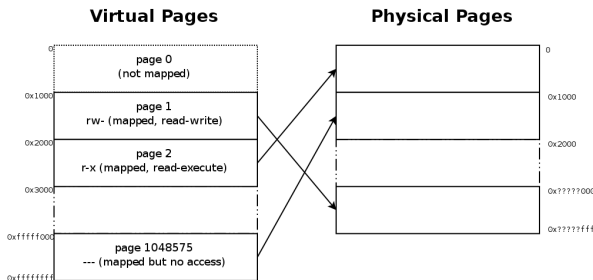 Virtual Pages
Physical Pages
0
page 0
(not mapped)
0x1000
page 1
rw- (mapped, read-write)
0x2000
page 2
r-x (mapped, read-execute)
0x3000
0xfffff000
page 1048575
--- (mapped but no access)
0xffffffff
0
0x1000
0x2000
0x?????000
0x?????fff